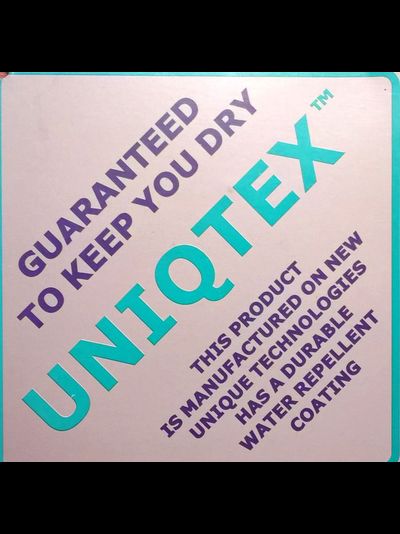 GUARANTEED
TO KEEP YOU DRY
UNIQTEX™
THIS PRODUCT
IS MANUFACTURED ON NEW
UNIQUE TECHNOLOGIES
HAS A DURABLE
WATER REPELLENT
COATING